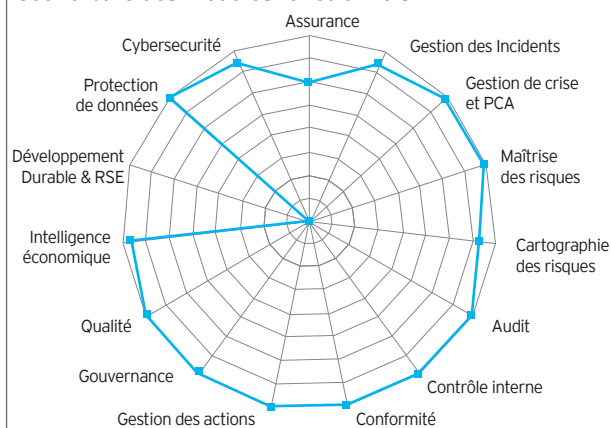 Assurance
Gestion des Incidents
Gestion de crise
et PCA
Maîtrise
des risques
Cartographie
des risques
Audit
Contrôle interne
Conformité
Gestion des actions
Gouvernance
Qualité
Intelligence
économique
Développement
Durable & RSE
Protection
de données
Cybersecurité